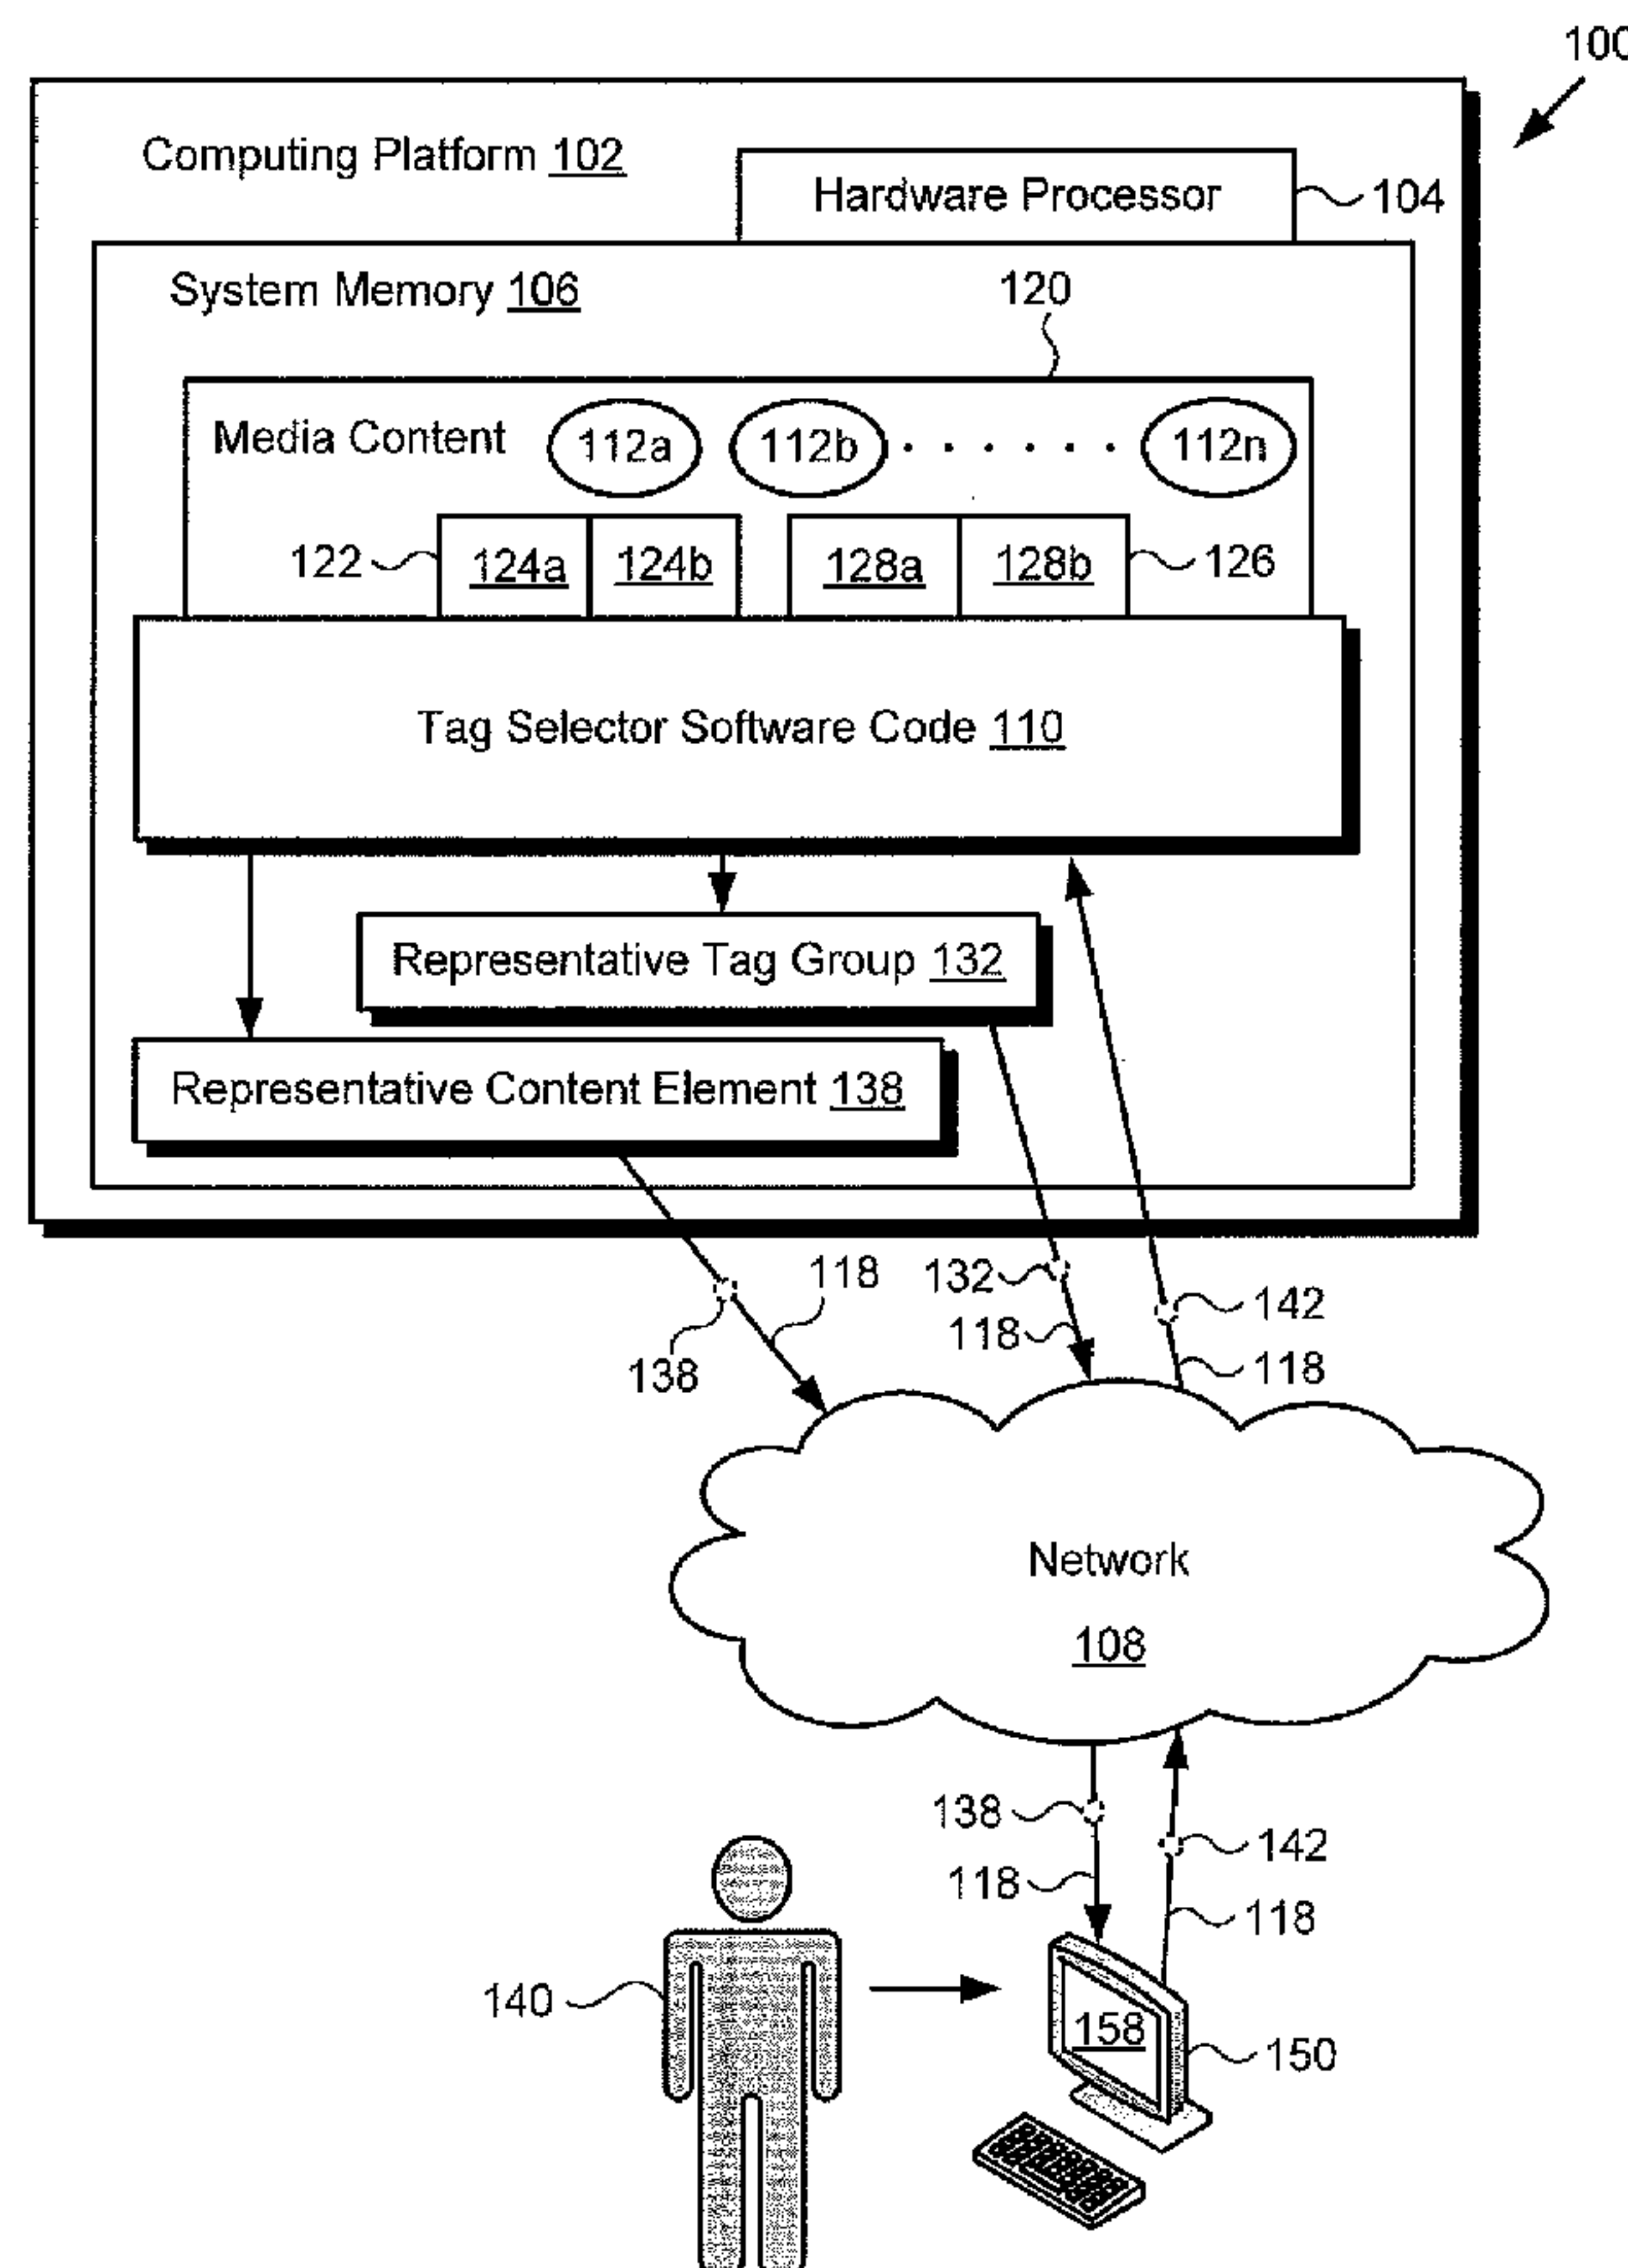 100
Computing Platform 102
Hardware Processor
104
System Memory 106
120
Media Content 112a 112b . . . . . . 112n
122 124a 124b 128a 128b 126
Tag Selector Software Code 110
Representative Tag Group 132
Representative Content Element 138
118 132 142
138 118 118
Network
108
138 142
118 118
140 158 150